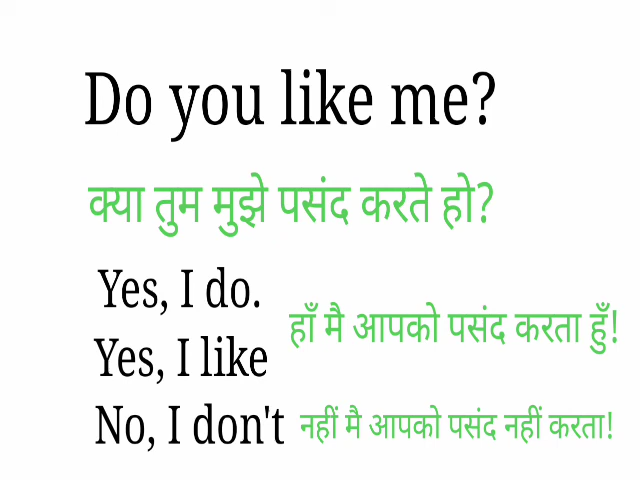 Do you like me?
क्या तुम मुझे पसंद करते हो?
Yes, I do.
हाँ मै आपको पसंद करता हुँ!
Yes, I like
No, I don't नहीं मै आपको पसंद नहीं करता!